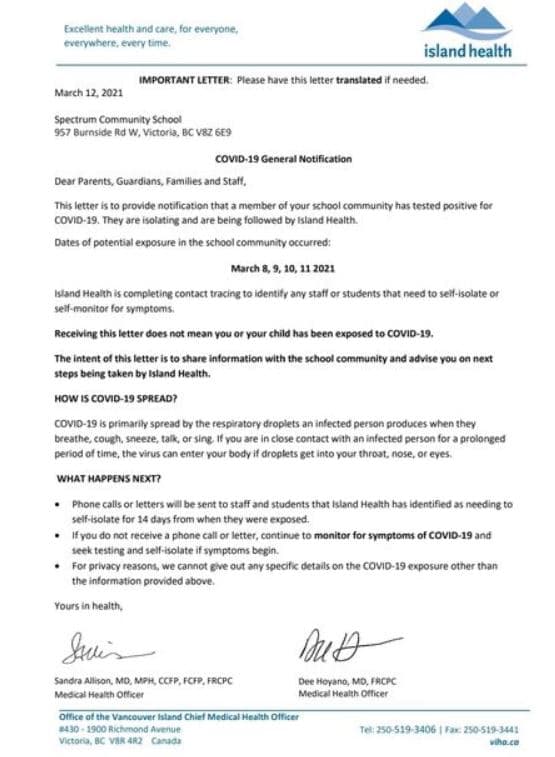 Excellent health and care, for everyone,
everywhere, every time.
island health
IMPORTANT LETTER: Please have this letter translated if needed.
March 12, 2021
Spectrum Community School
957 Burnside Rd W, Victoria, BC V8Z 6E9
COVID-19 General Notification
Dear Parents, Guardians, Families and Staff,
This letter is to provide notification that a member of your school community has tested positive for
COVID-19. They are isolating and are being followed by Island Health.
Dates of potential exposure in the school community occurred:
March 8, 9, 10, 11 2021
Island Health is completing contact tracing to identify any staff or students that need to self-isolate or
self-monitor for symptoms.
Receiving this letter does not mean you or your child has been exposed to COVID-19.
The intent of this letter is to share information with the school community and advise you on next
steps being taken by Island Health.
HOW IS COVID-19 SPREAD?
COVID-19 is primarily spread by the respiratory droplets an infected person produces when they
breathe, cough, sneeze, talk, or sing. If you are in close contact with an infected person for a prolonged
period of time, the virus can enter your body if droplets get into your throat, nose, or eyes.
WHAT HAPPENS NEXT?
• Phone calls or letters will be sent to staff and students that Island Health has identified as needing to
self-isolate for 14 days from when they were exposed.
• If you do not receive a phone call or letter, continue to monitor for symptoms of COVID-19 and
seek testing and self-isolate if symptoms begin.
• For privacy reasons, we cannot give out any specific details on the COVID-19 exposure other than
the information provided above.
Yours in health,
Sandra Allison, MD, MPH, CCFP, FCFP, FRCPC
Medical Health Officer
Dee Hoyano, MD, FRCPC
Medical Health Officer
Office of the Vancouver Island Chief Medical Health Officer
#430 - 1900 Richmond Avenue
Victoria, BC V8R 4R2 Canada
Tel: 250-519-3406 | Fax: 250-519-3441
viha.ca